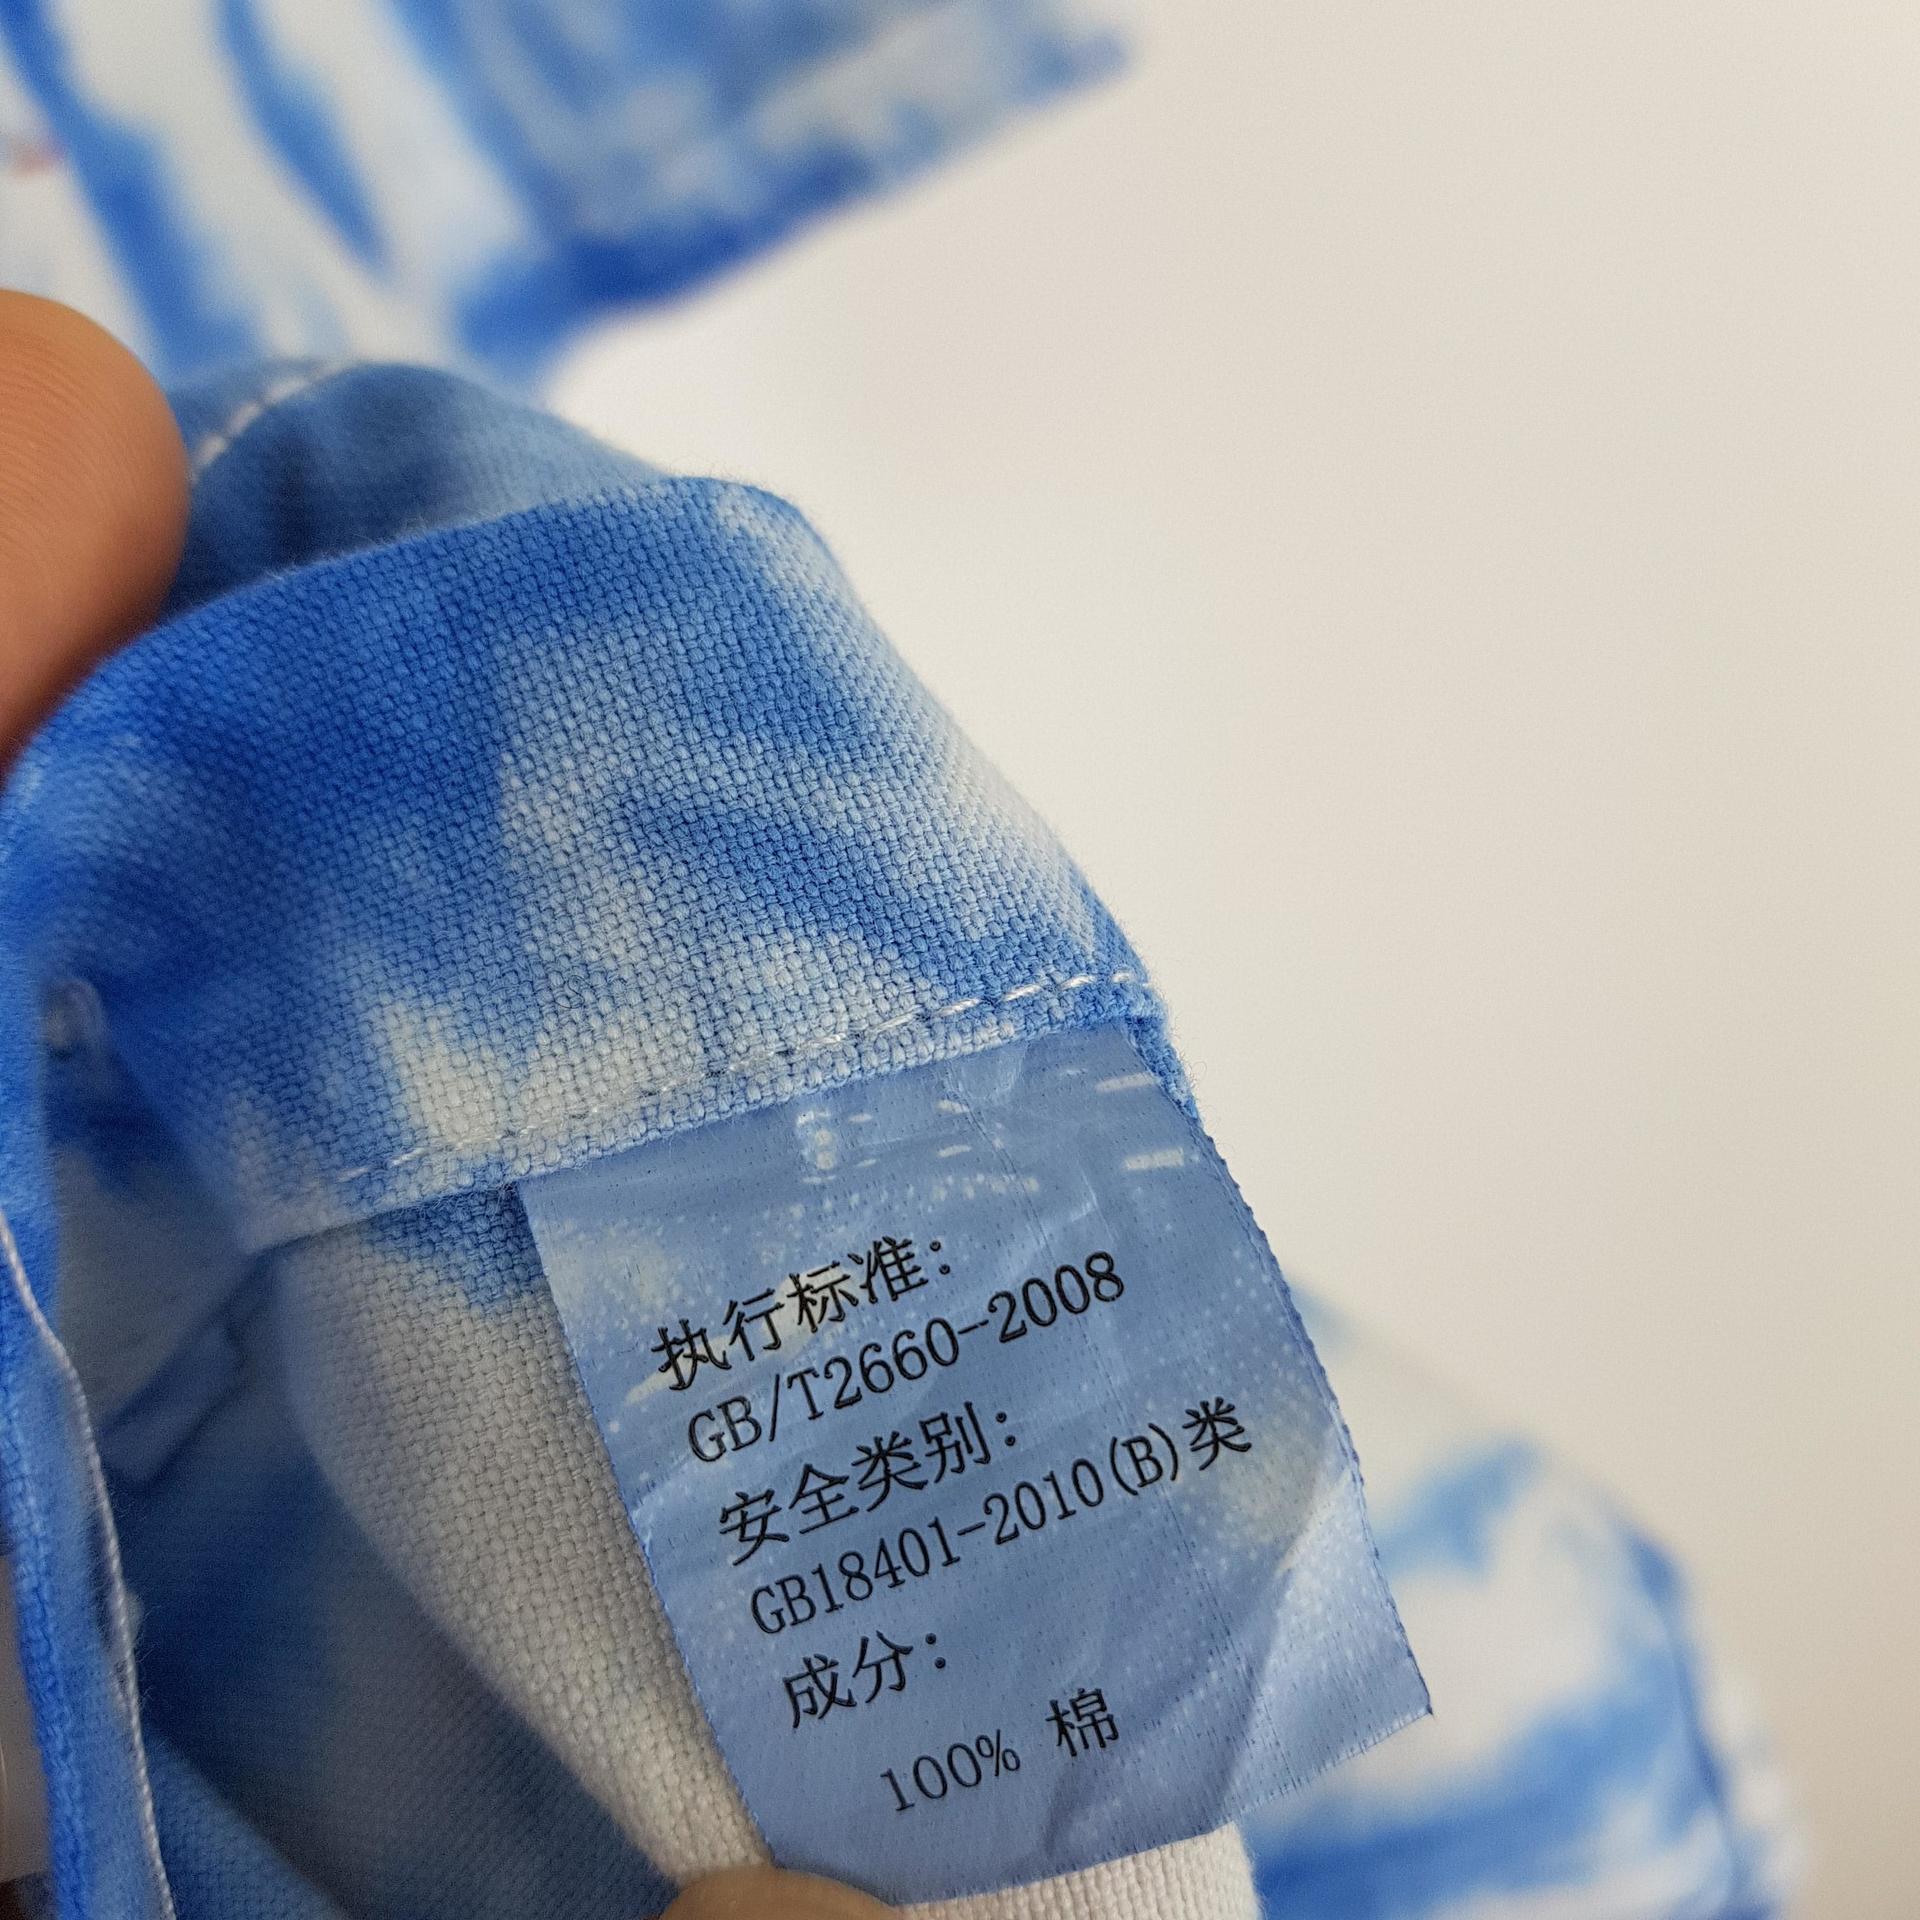 执行标准:
GB/T2660-2008
安全类别:
GB18401-2010(B)类
成分:
100% 棉